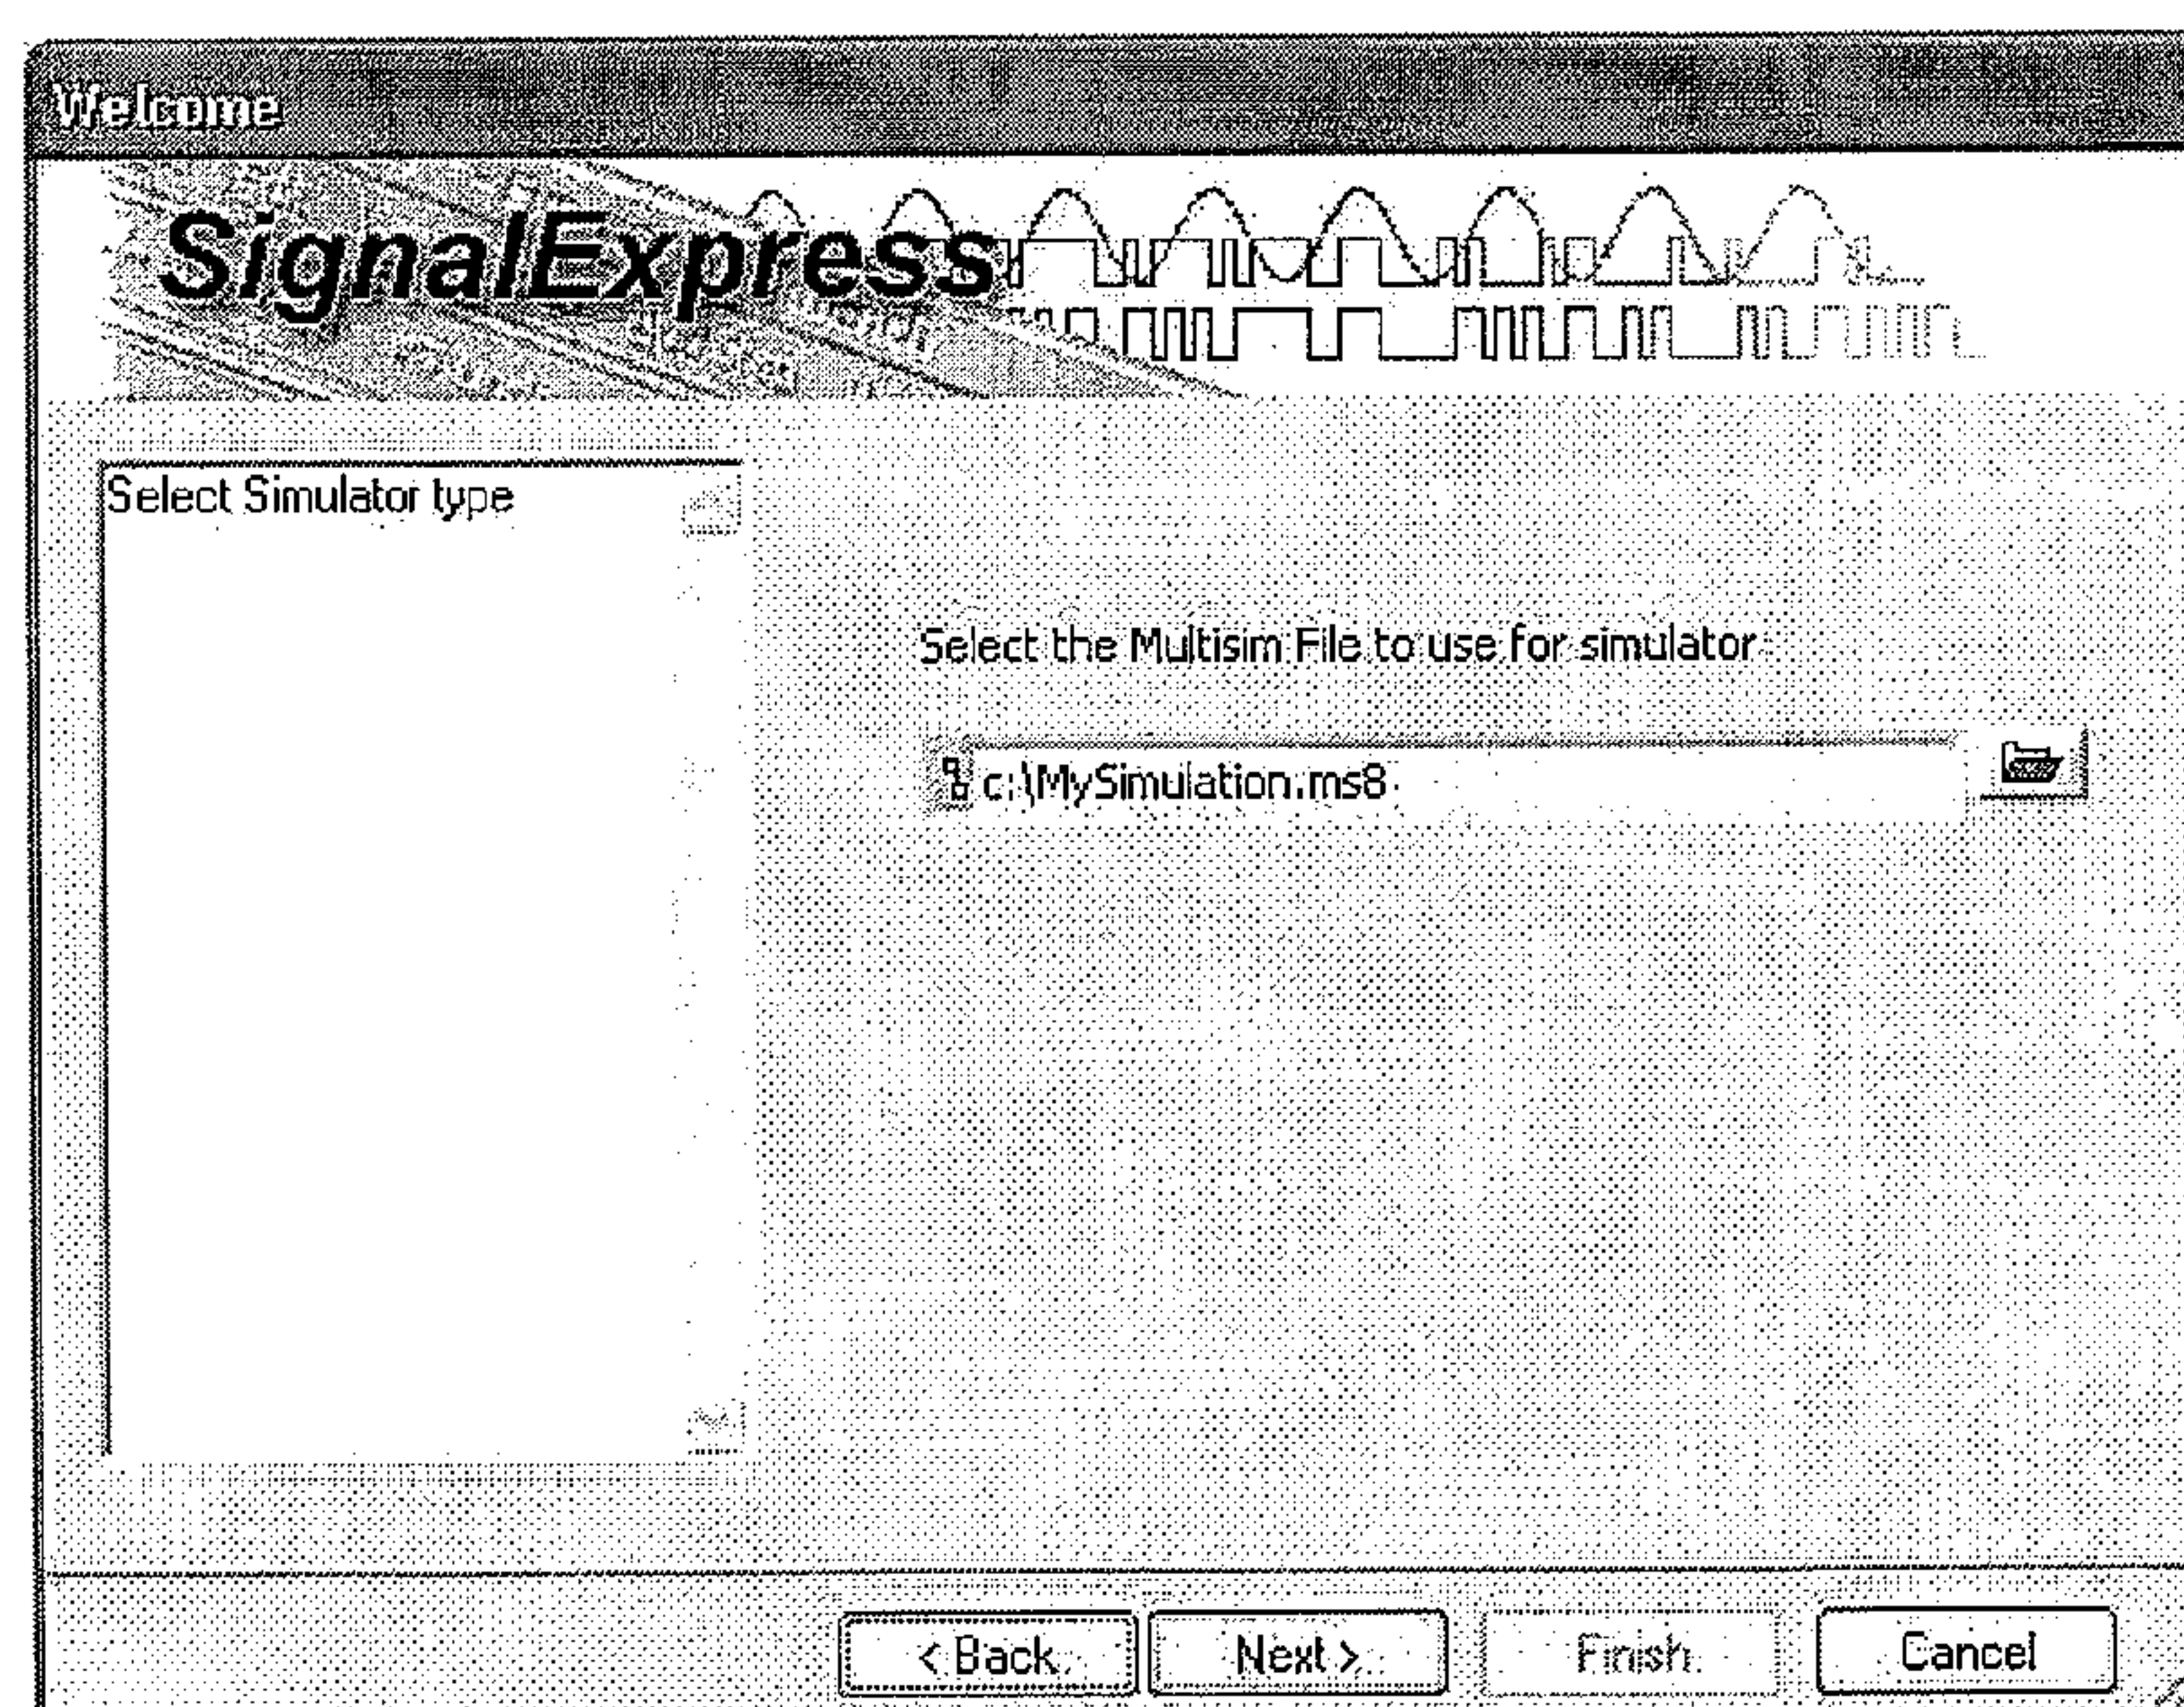 Welcome
SignalExpress
Select Simulator type
Select the Multisim File to use for simulator
c:\MySimulation.ms8
< Back
Next >
Finish
Cancel